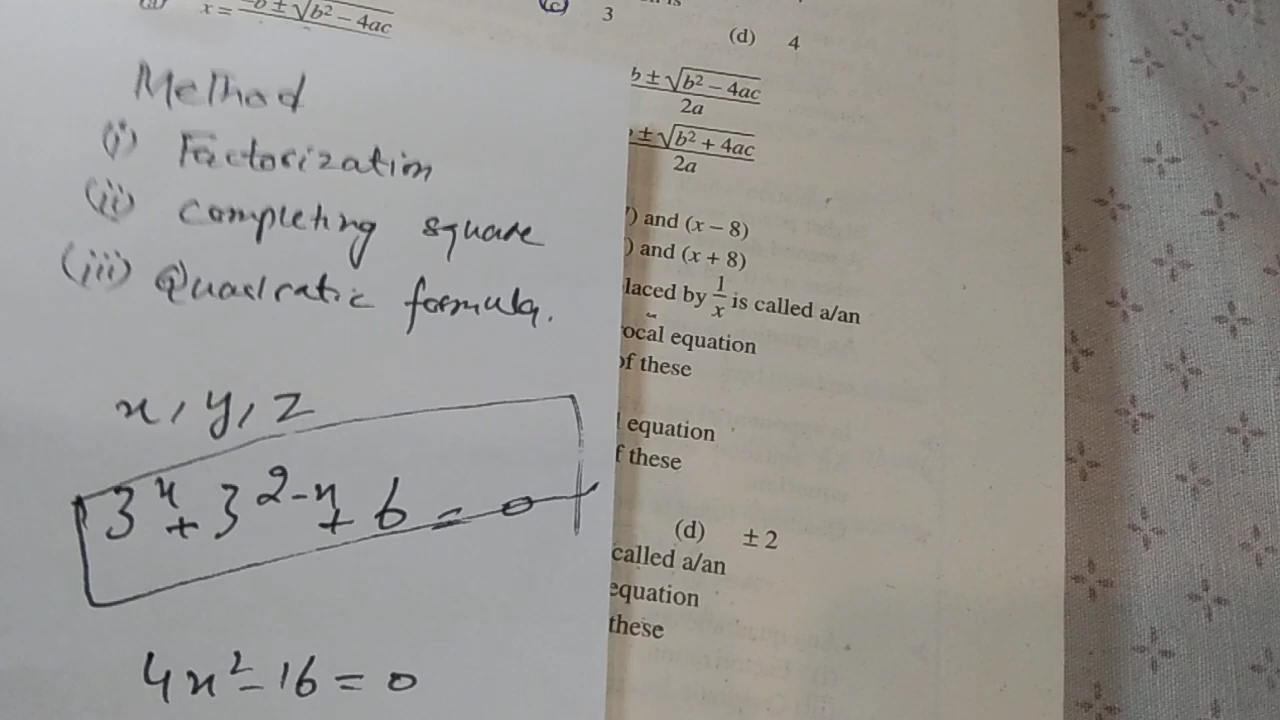 x = -b ± √b² − 4ac
(c) 3
(d) 4
b ± √b² − 4ac
2a
± √b² + 4ac
2a
) and (x − 8)
) and (x + 8)
laced by 1/x is called a/an
ocal equation
of these
equation
f these
(d) ± 2
called a/an
equation
these
Method
(i) Factorization
(ii) completing square
(iii) Quadratic formula.
x, y, z
3^x + 3^(2-x) + 6 = 0
4x² − 16 = 0